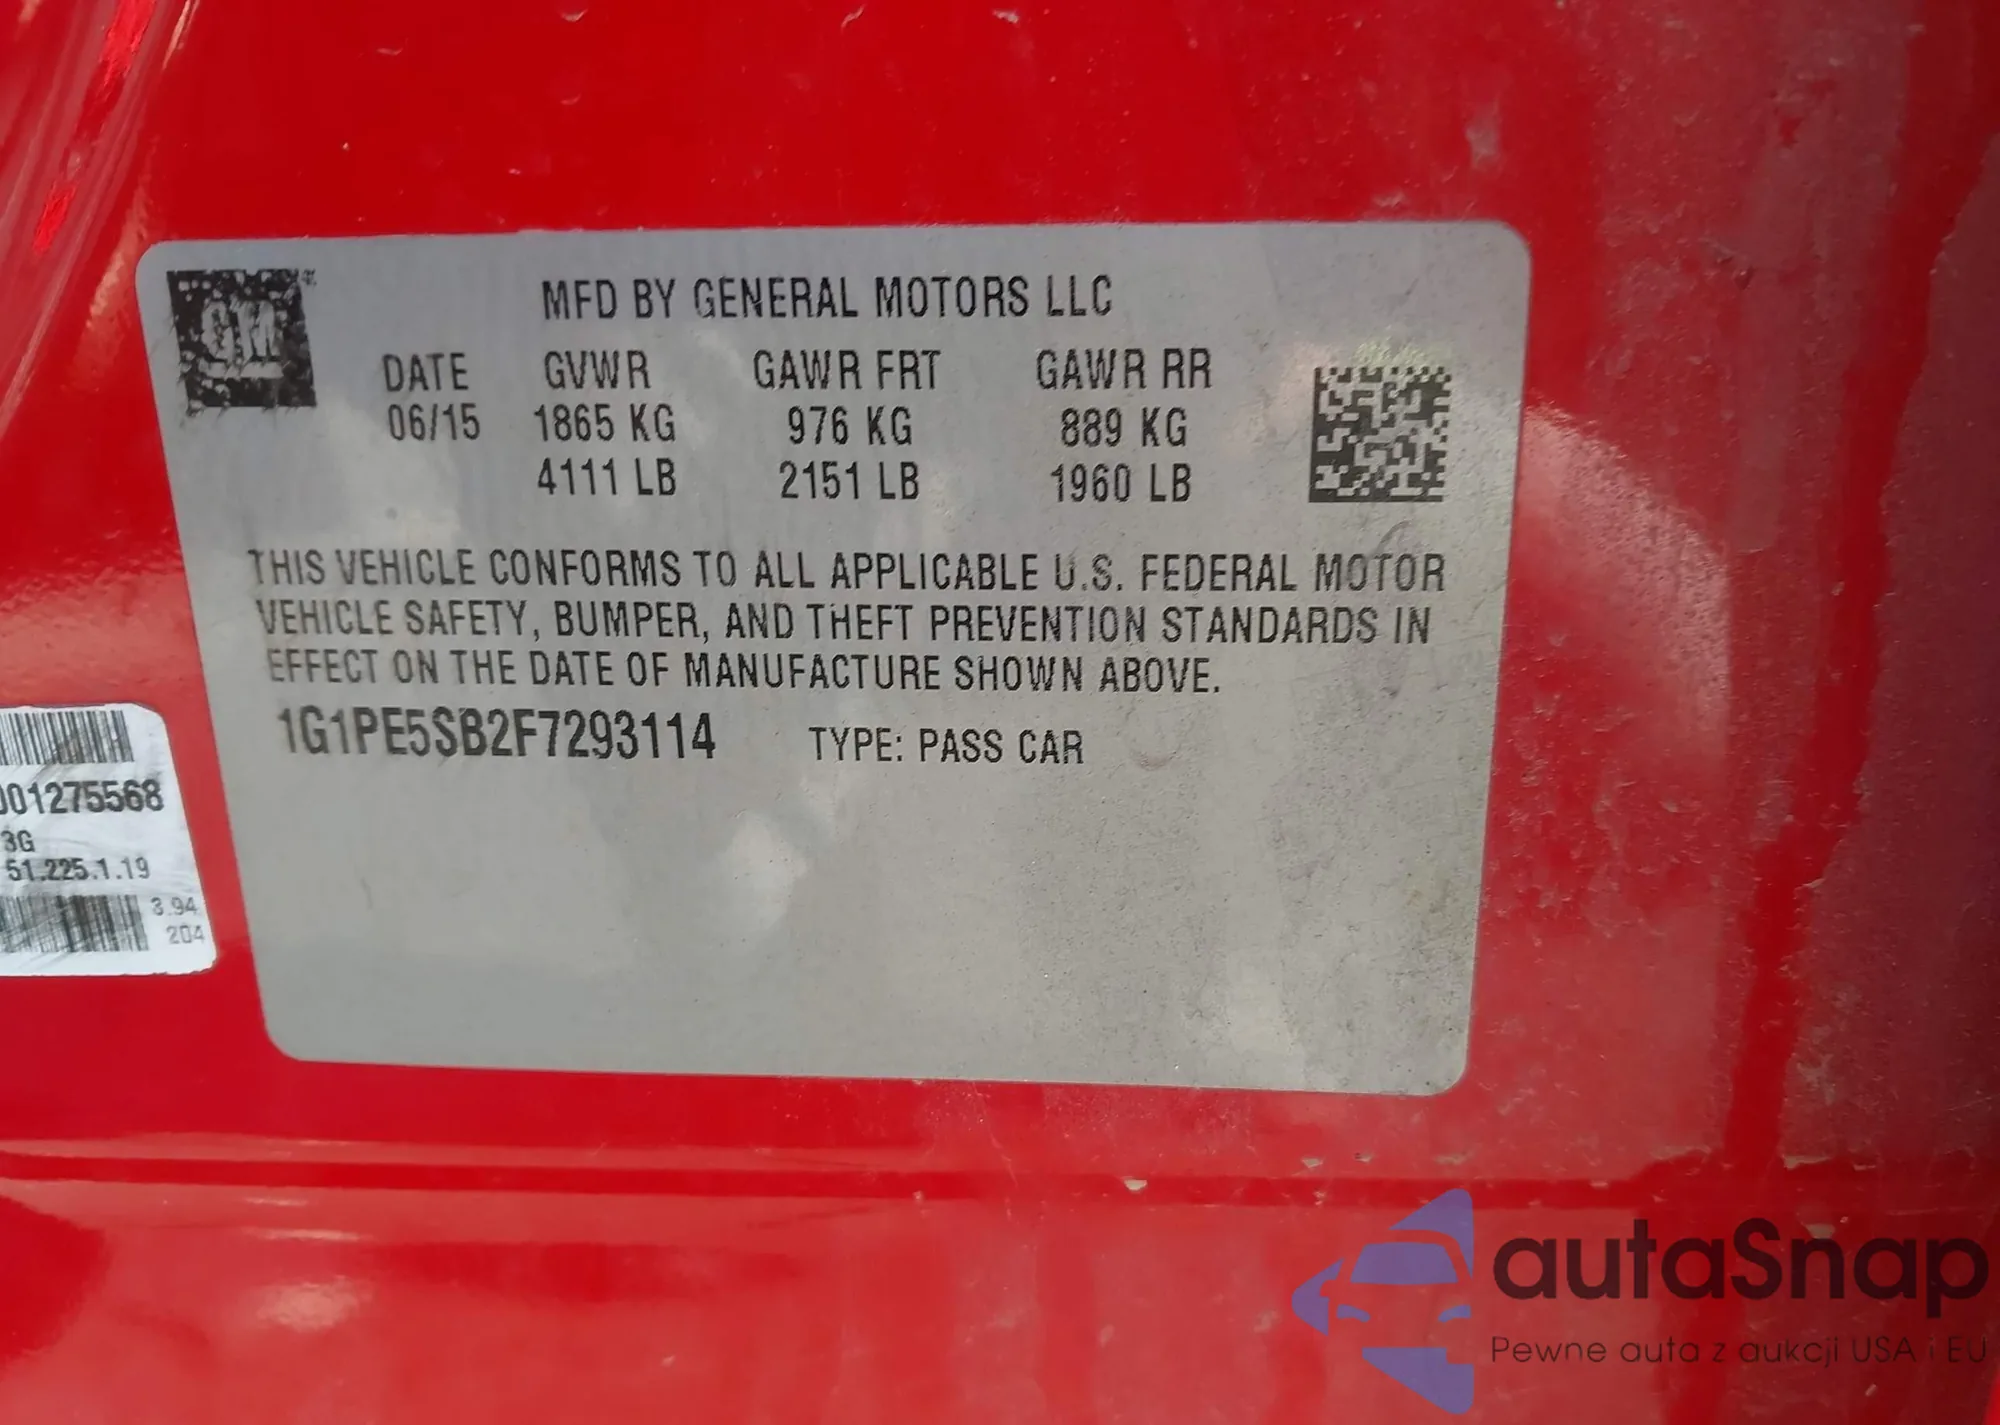 GM
MFD BY GENERAL MOTORS LLC
DATE GVWR GAWR FRT GAWR RR
06/15 1865 KG 976 KG 889 KG
4111 LB 2151 LB 1960 LB
THIS VEHICLE CONFORMS TO ALL APPLICABLE U.S. FEDERAL MOTOR
VEHICLE SAFETY, BUMPER, AND THEFT PREVENTION STANDARDS IN
EFFECT ON THE DATE OF MANUFACTURE SHOWN ABOVE.
1G1PE5SB2F7293114 TYPE: PASS CAR
001275568
3G
51.225.1.19
3.94
204
autaSnap
Pewne auta z aukcji USA i EU